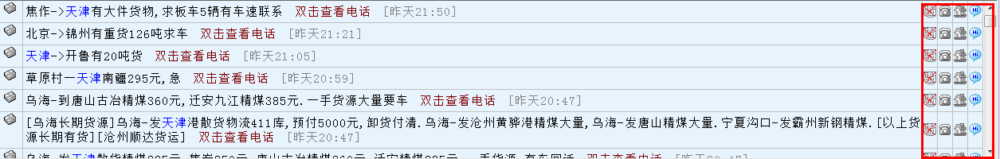 焦作->天津有大件货物,求板车5辆有车速联系 双击查看电话 [昨天21:50]
北京->锦州有重货126吨求车 双击查看电话 [昨天21:21]
天津->开鲁有20吨货 双击查看电话 [昨天21:05]
草原村一天津南疆295元,急 双击查看电话 [昨天20:59]
乌海-到唐山古冶精煤360元,迁安九江精煤385元.一手货源大量要车 双击查看电话 [昨天20:47]
[乌海长期货源]乌海-发天津港散货物流411库,预付5000元,卸货付清.乌海-发沧州黄骅港精煤大量,乌海-发唐山精煤大量.宁夏沟口-发霸州新钢精煤.[以上货
源长期有货][沧州顺达货运] 双击查看电话 [昨天20:47]